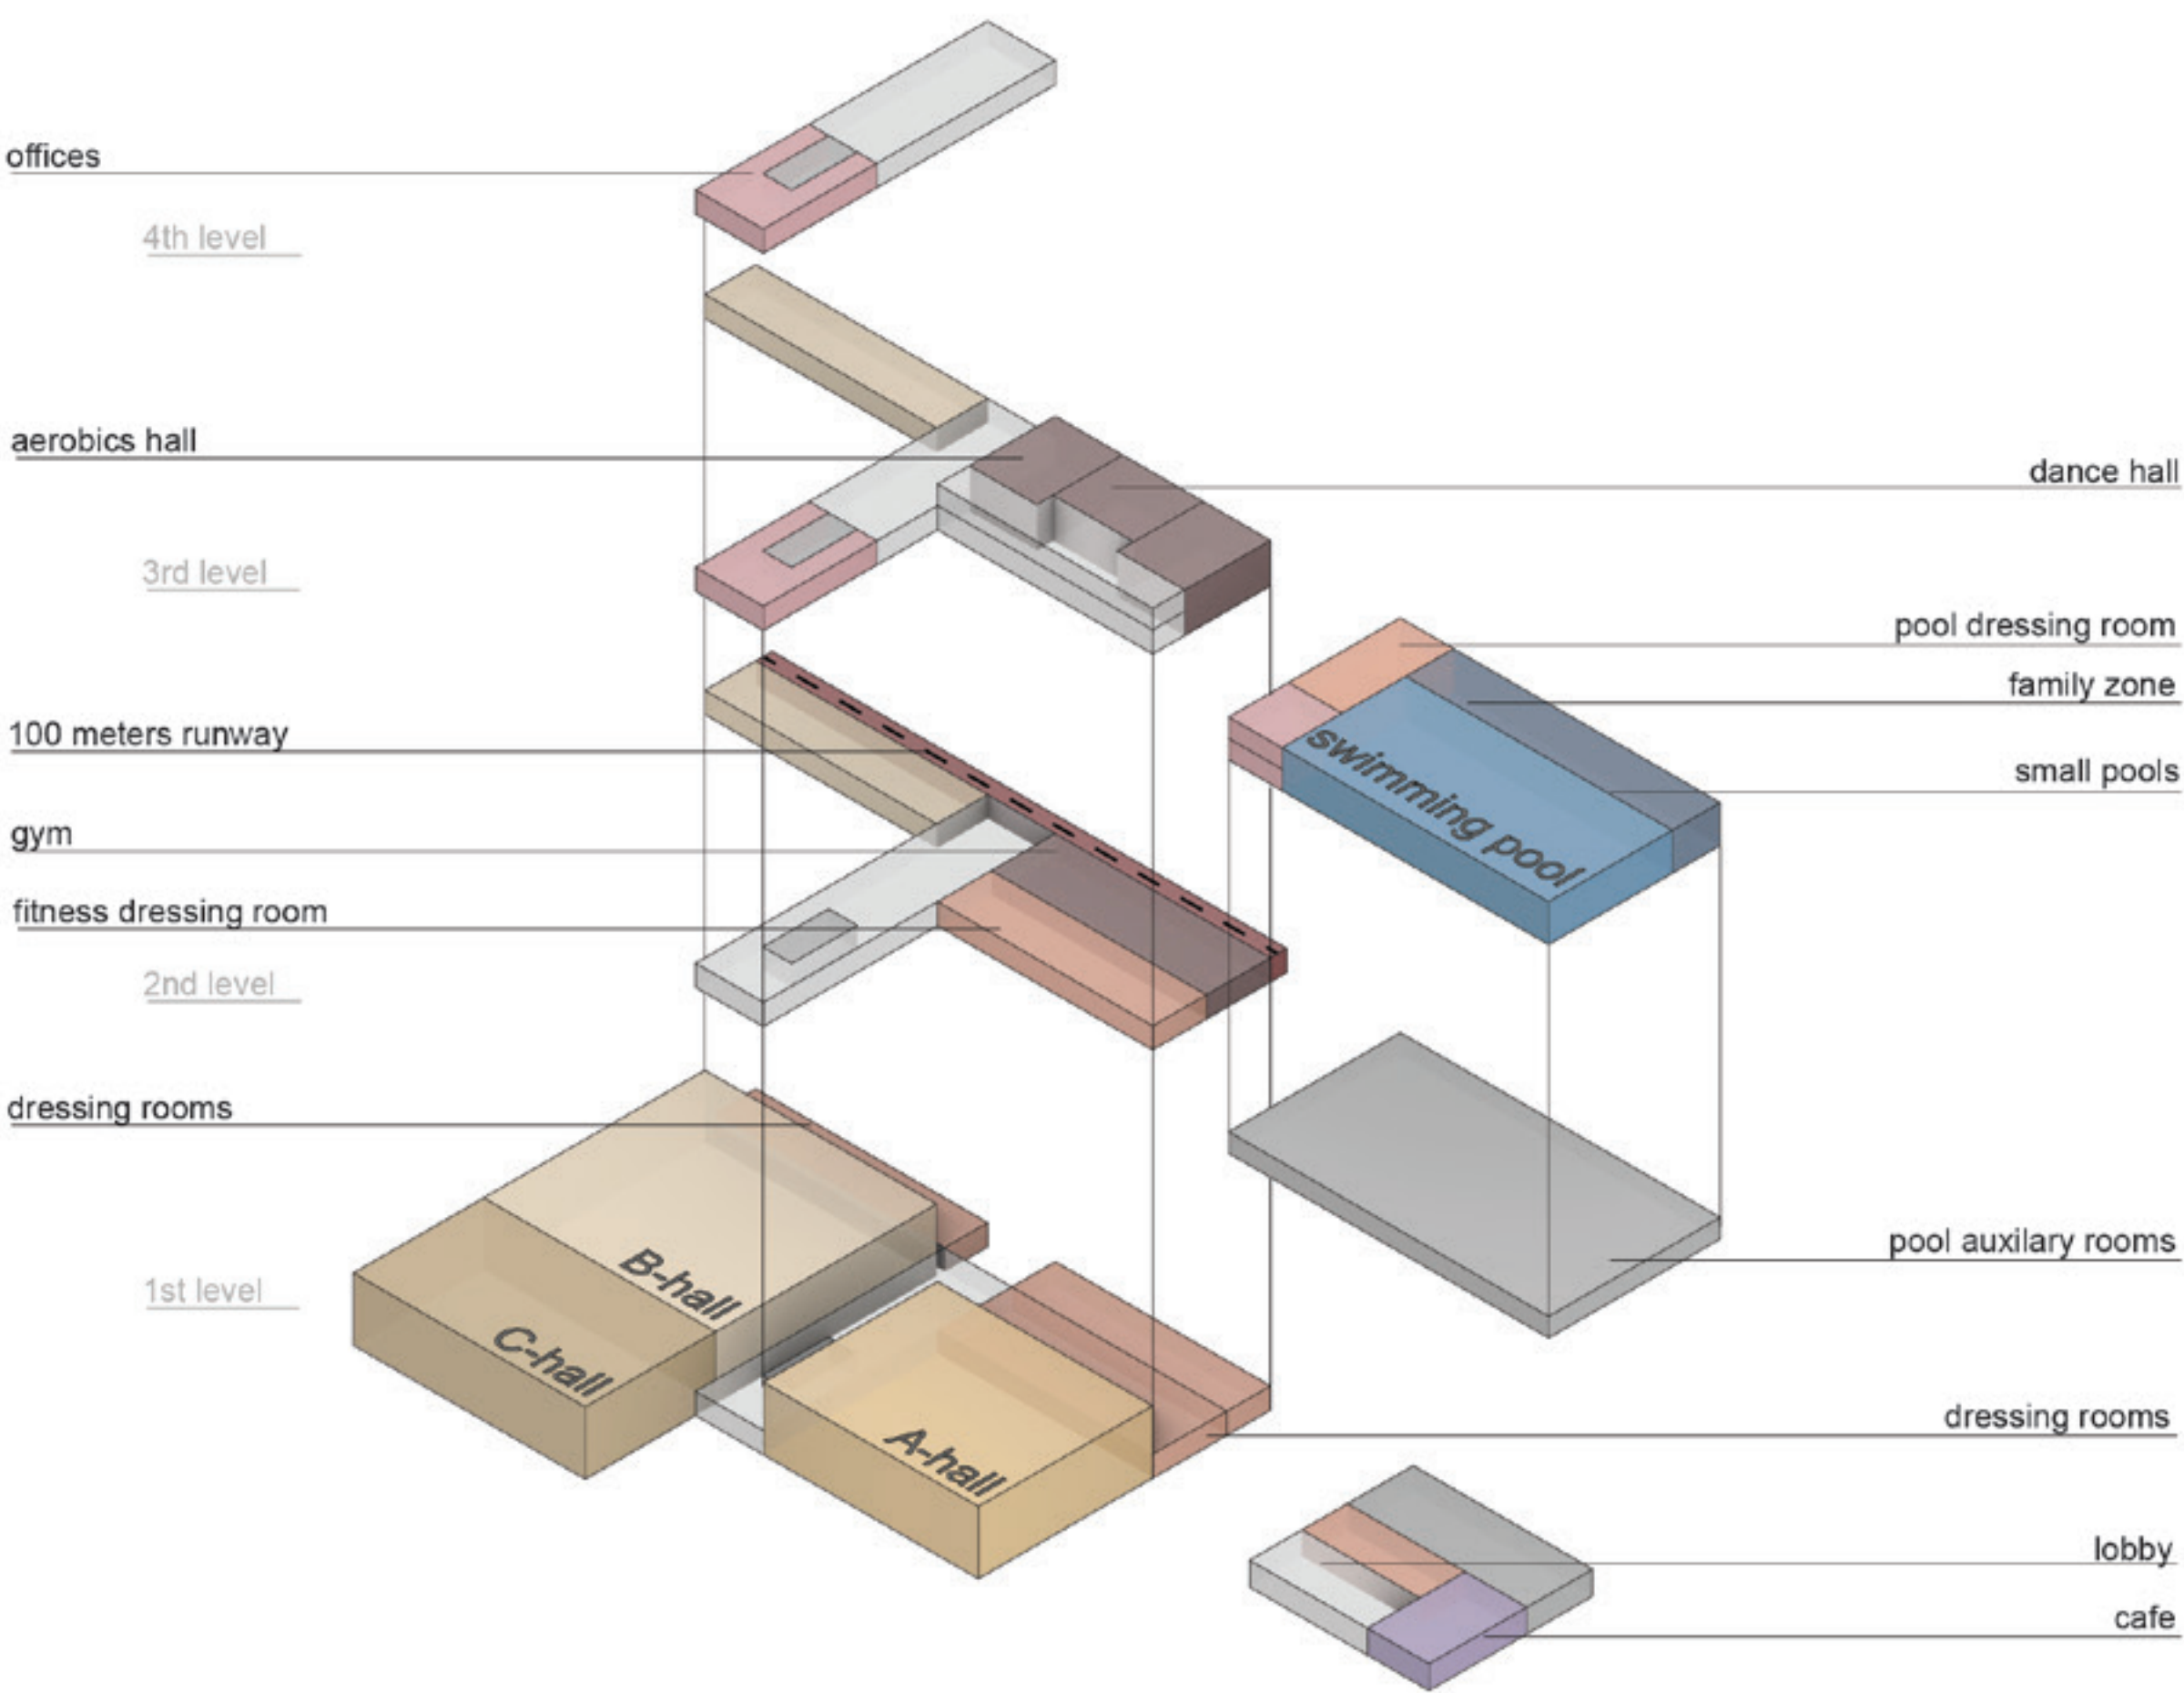 offices
4th level
aerobics hall
dance hall
3rd level
pool dressing room
family zone
100 meters runway
small pools
swimming pool
gym
fitness dressing room
2nd level
dressing rooms
pool auxilary rooms
B-hall
1st level
C-hall
dressing rooms
A-hall
lobby
cafe